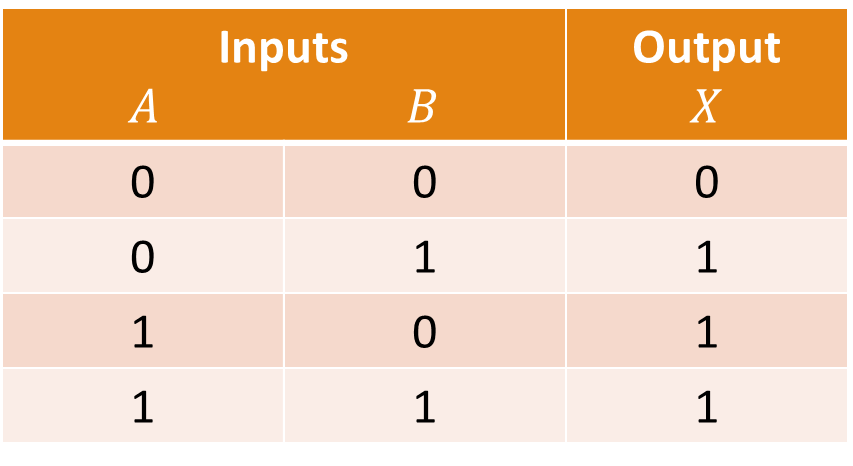 Inputs Output
A B X
0 0 0
0 1 1
1 0 1
1 1 1